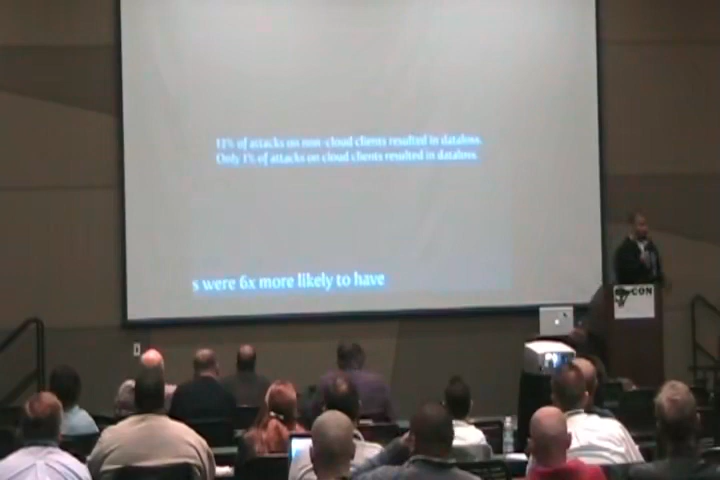 of attacks on non-cloud clients resulted in dataloss.
Only 1% of attacks on cloud clients resulted in dataloss.
s were 6x more likely to have
CON